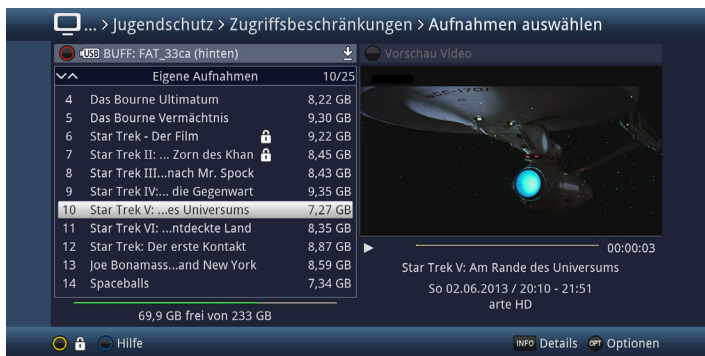 ... > Jugendschutz > Zugriffsbeschränkungen > Aufnahmen auswählen
USB BUFF: FAT_33ca (hinten)
Vorschau Video
Eigene Aufnahmen 10/25
4 Das Bourne Ultimatum 8,22 GB
5 Das Bourne Vermächtnis 9,30 GB
6 Star Trek - Der Film 9,22 GB
7 Star Trek II: ... Zorn des Khan 8,45 GB
8 Star Trek III...nach Mr. Spock 8,43 GB
9 Star Trek IV:... die Gegenwart 9,35 GB
10 Star Trek V: ...es Universums 7,27 GB
11 Star Trek VI: ...ntdeckte Land 8,35 GB
12 Star Trek: Der erste Kontakt 8,87 GB
13 Joe Bonamass...and New York 8,59 GB
14 Spaceballs 7,34 GB
69,9 GB frei von 233 GB
NCC-1701
00:00:03
Star Trek V: Am Rande des Universums
So 02.06.2013 / 20:10 - 21:51
arte HD
Hilfe
INFO Details OPT Optionen